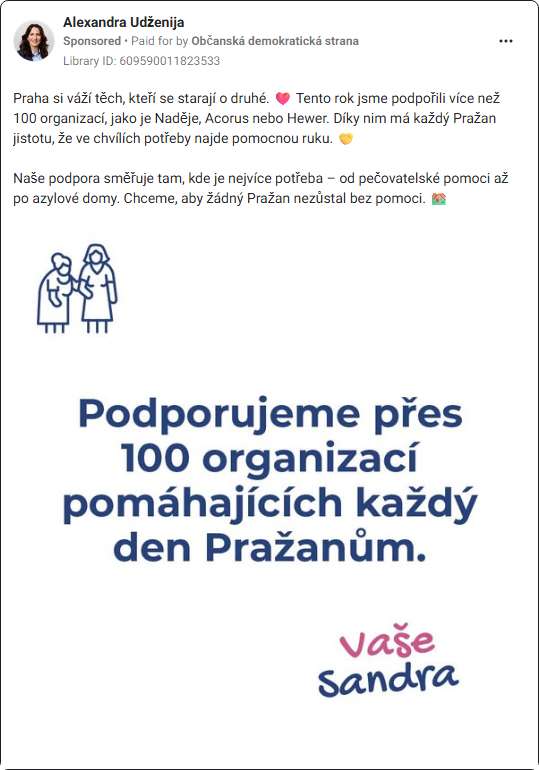 Alexandra Udženija
Sponsored • Paid for by Občanská demokratická strana
Library ID: 609590011823533
Praha si váží těch, kteří se starají o druhé. 💓 Tento rok jsme podpořili více než
100 organizací, jako je Naděje, Acorus nebo Hewer. Díky nim má každý Pražan
jistotu, že ve chvílích potřeby najde pomocnou ruku. 🤝
Naše podpora směřuje tam, kde je nejvíce potřeba – od pečovatelské pomoci až
po azylové domy. Chceme, aby žádný Pražan nezůstal bez pomoci. 🏘️
Podporujeme přes
100 organizací
pomáhajících každý
den Pražanům.
Vaše
Sandra